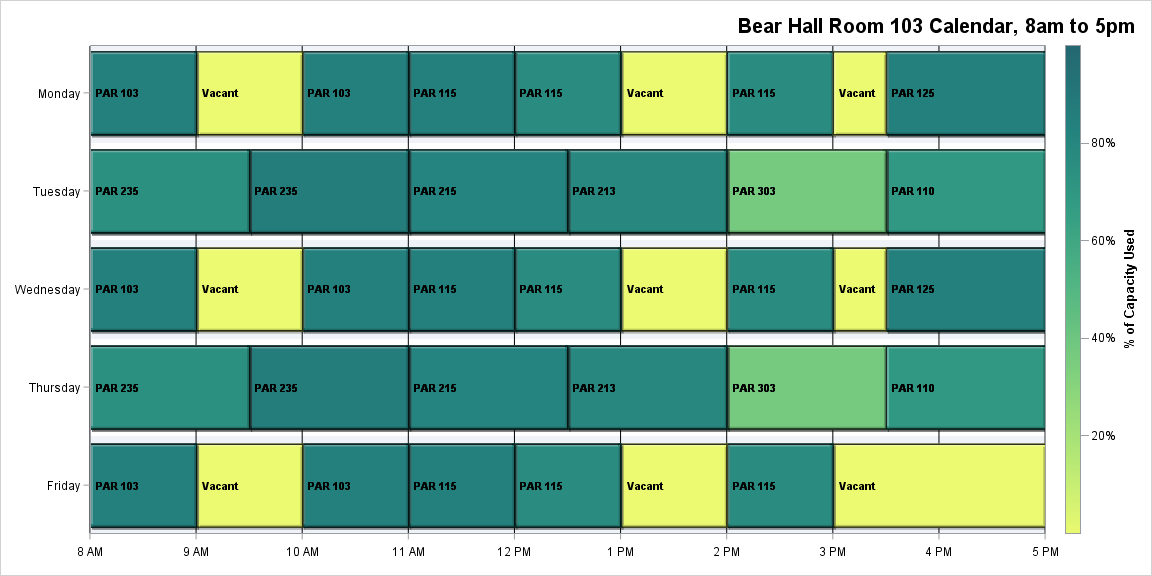 Bear Hall Room 103 Calendar, 8am to 5pm
Monday
PAR 103
Vacant
PAR 103
PAR 115
PAR 115
Vacant
PAR 115
Vacant
PAR 125
Tuesday
PAR 235
PAR 235
PAR 215
PAR 213
PAR 303
PAR 110
Wednesday
PAR 103
Vacant
PAR 103
PAR 115
PAR 115
Vacant
PAR 115
Vacant
PAR 125
Thursday
PAR 235
PAR 235
PAR 215
PAR 213
PAR 303
PAR 110
Friday
PAR 103
Vacant
PAR 103
PAR 115
PAR 115
Vacant
PAR 115
Vacant
8 AM
9 AM
10 AM
11 AM
12 PM
1 PM
2 PM
3 PM
4 PM
5 PM
80%
60%
40%
20%
% of Capacity Used